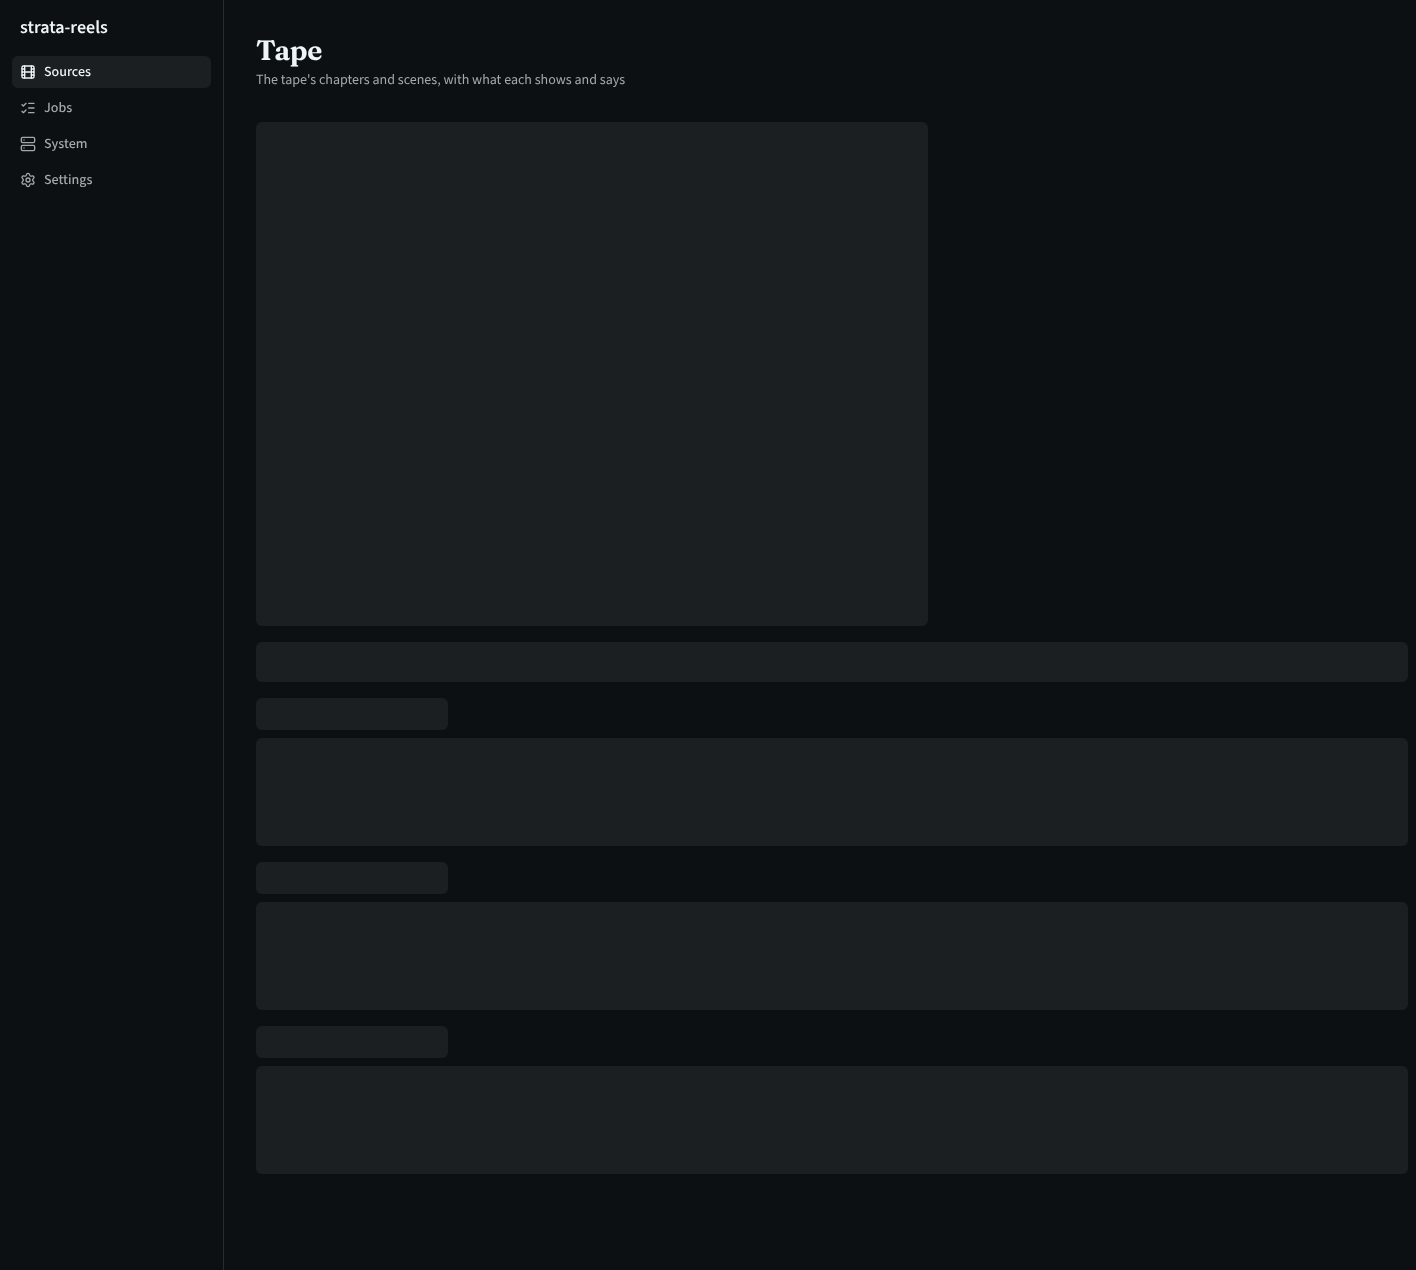 strata-reels
Sources
Jobs
System
Settings
Tape
The tape's chapters and scenes, with what each shows and says